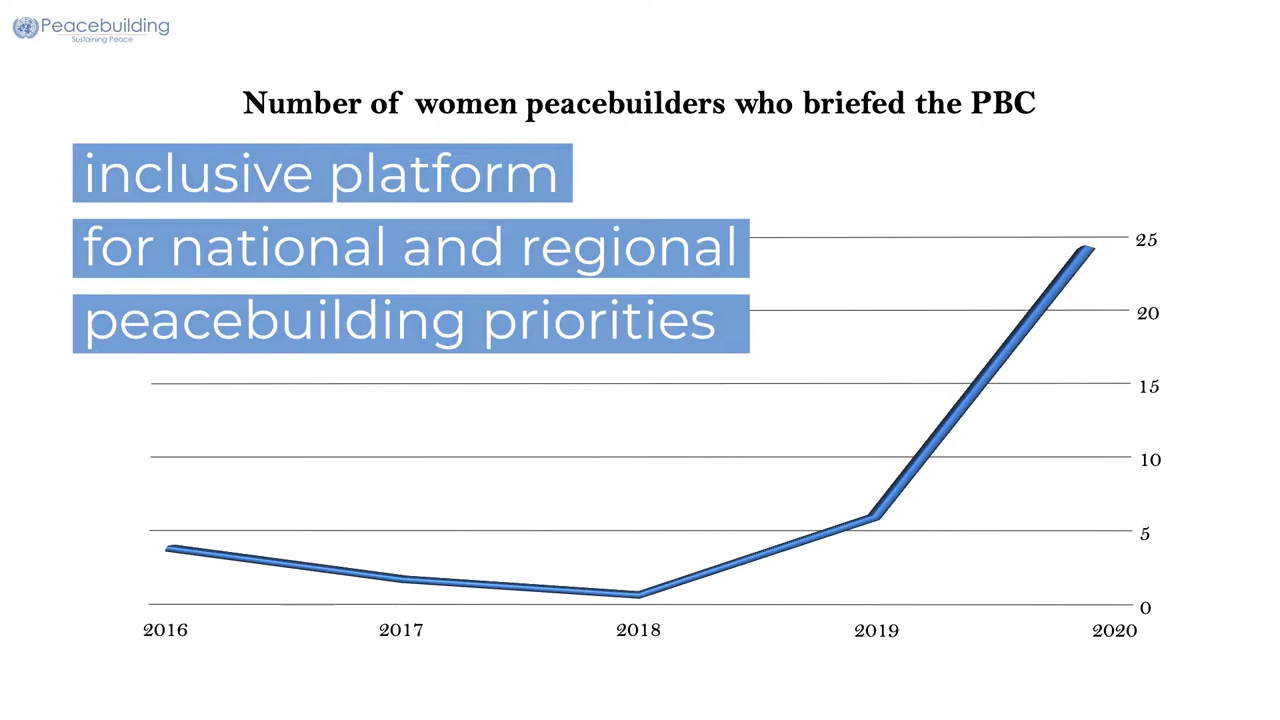 Peacebuilding
Sustaining Peace
Number of women peacebuilders who briefed the PBC
inclusive platform
for national and regional
peacebuilding priorities
25
20
15
10
5
0
2016 2017 2018 2019 2020